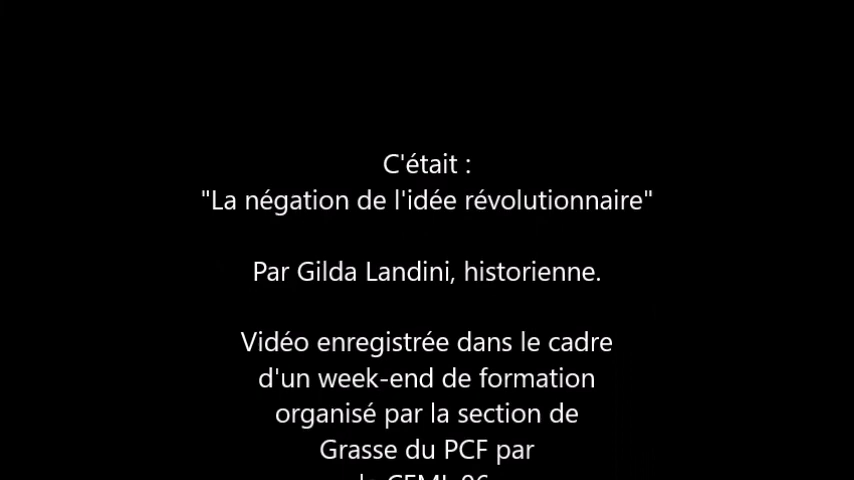 C'était :
"La négation de l'idée révolutionnaire"
Par Gilda Landini, historienne.
Vidéo enregistrée dans le cadre
d'un week-end de formation
organisé par la section de
Grasse du PCF par